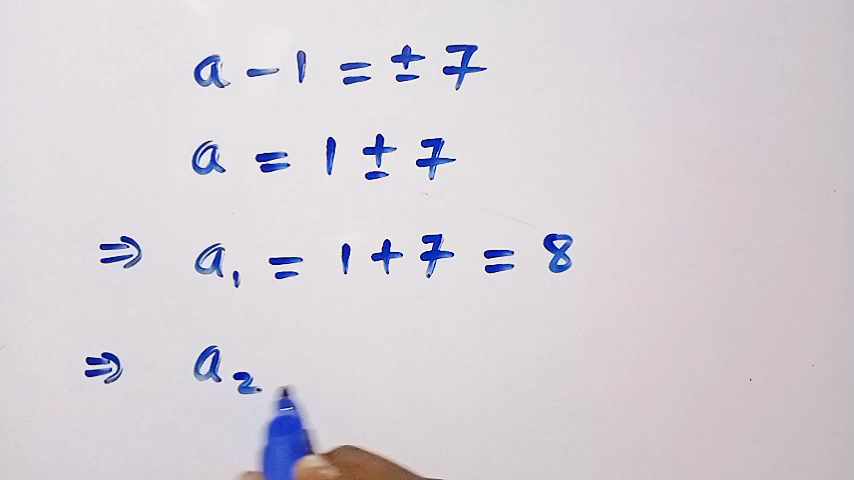 a - 1 = ± 7
a = 1 ± 7
⇒ a₁ = 1 + 7 = 8
⇒ a₂